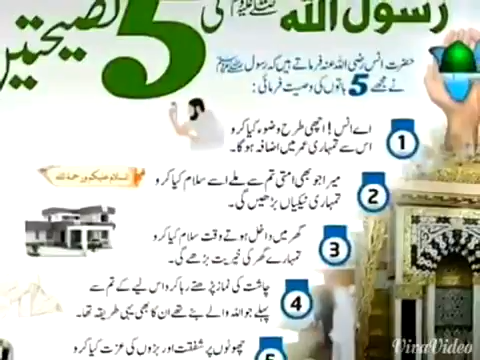 رسول اللہ ﷺ کی 5 نصیحتیں
حضرت انس رضی اللہ عنہ فرماتے ہیں کہ رسول اللہ ﷺ
نے مجھے 5 باتوں کی وصیت فرمائی:
1 اے انس! اچھی طرح وضوء کیا کرو
اس سے تمہاری عمر میں اضافہ ہوگا۔
2 میرا جو بھی امتی تم سے ملے اسے سلام کیا کرو
تمہاری نیکیاں بڑھیں گی۔
السلام علیکم ورحمۃ اللہ
3 گھر میں داخل ہوتے وقت سلام کیا کرو
تمہارے گھر کی خیریت بڑھے گی۔
4 چاشت کی نماز پڑھتے رہا کرو اس لیے کے تم سے
پہلے جو اللہ والے بنے تھے ان کا بھی یہی طریقہ تھا۔
5 چھوٹوں پر شفقت اور بڑوں کی عزت کیا کرو
VivaVideo